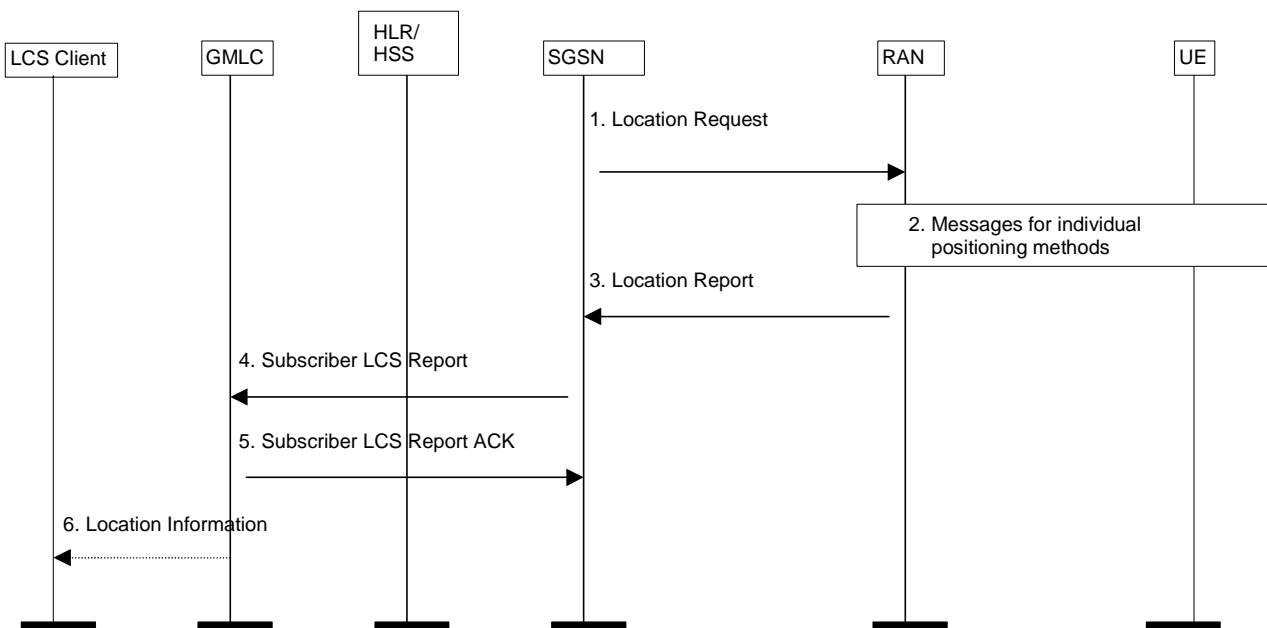 LCS Client
GMLC
HLR/
HSS
SGSN
RAN
UE
1. Location Request
2. Messages for individual
positioning methods
3. Location Report
4. Subscriber LCS Report
5. Subscriber LCS Report ACK
6. Location Information